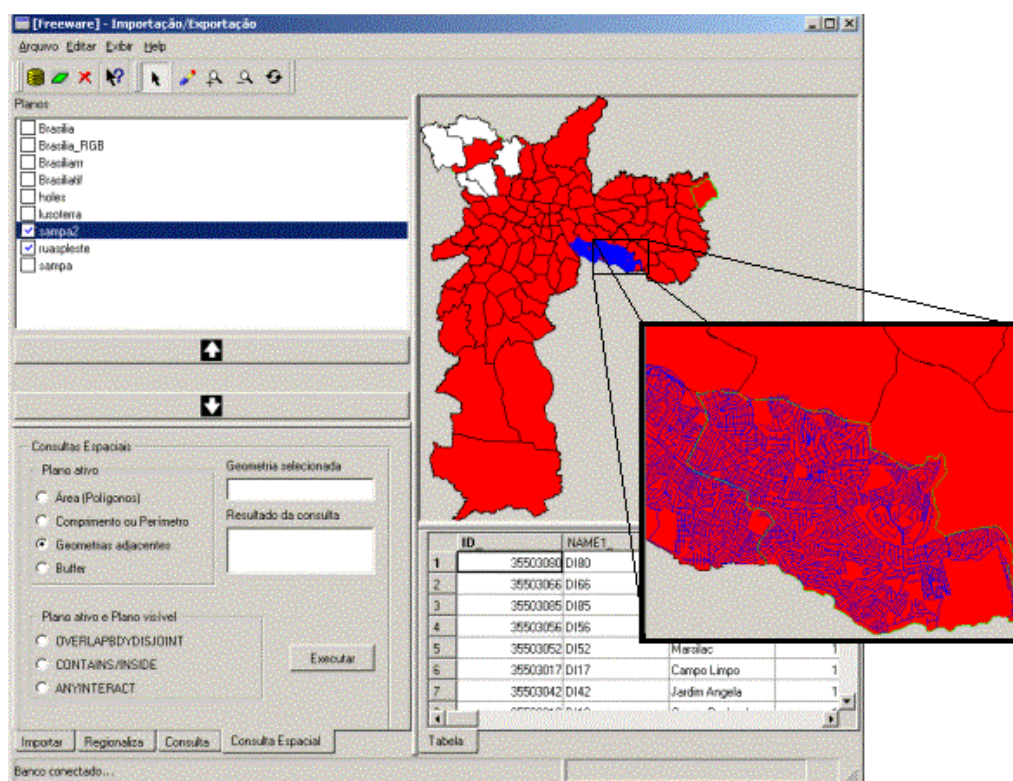 [Freeware] - Importação/Exportação
Arquivo Editar Exibir Help
Planos
Brasilia
Brasilia_RGB
Brasiliarr
Brasiliatif
holes
lusoterra
sampa2
ruaspleste
sampa
Consultas Espaciais
Plano ativo
Área (Polígonos)
Comprimento ou Perímetro
Geometrias adjacentes
Buffer
Geometria selecionada
Resultado da consulta
Plano ativo e Plano visível
OVERLAPBDYDISJOINT
CONTAINS/INSIDE
ANYINTERACT
Executar
ID_ NAME1_
1 35503080 DI80
2 35503066 DI66
3 35503085 DI85
4 35503056 DI56
5 35503052 DI52 Marsilac 1
6 35503017 DI17 Campo Limpo 1
7 35503042 DI42 Jardim Angela 1
Importar Regionaliza Consulta Consulta Espacial
Tabela
Banco conectado...